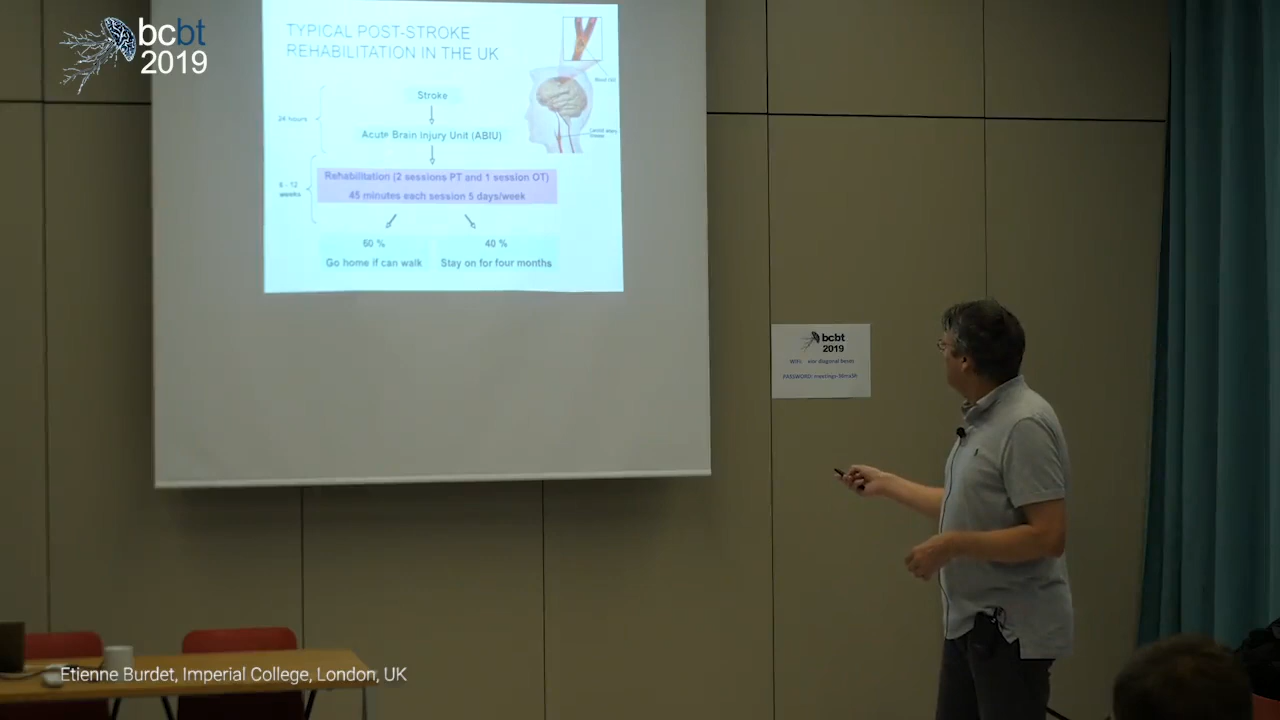 bcbt
2019
TYPICAL POST-STROKE
REHABILITATION IN THE UK
Stroke
24 hours
Acute Brain Injury Unit (ABIU)
Rehabilitation (2 sessions PT and 1 session OT)
45 minutes each session 5 days/week
6 - 12
weeks
60 %
Go home if can walk
40 %
Stay on for four months
bcbt
2019
PASSWORD: meetings
Etienne Burdet, Imperial College, London, UK